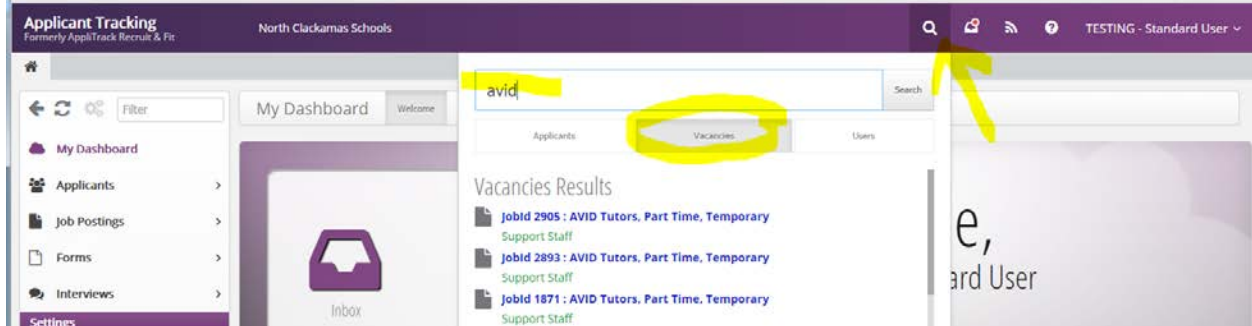 Applicant Tracking
Formerly AppliTrack Recruit & Fit
North Clackamas Schools
TESTING - Standard User
avid
Search
Filter
My Dashboard
Welcome
Applicants
Vacancies
Users
My Dashboard
Applicants
Job Postings
Forms
Interviews
Settings
Inbox
Vacancies Results
JobId 2905 : AVID Tutors, Part Time, Temporary
Support Staff
JobId 2893 : AVID Tutors, Part Time, Temporary
Support Staff
JobId 1871 : AVID Tutors, Part Time, Temporary
Support Staff
e,
ard User